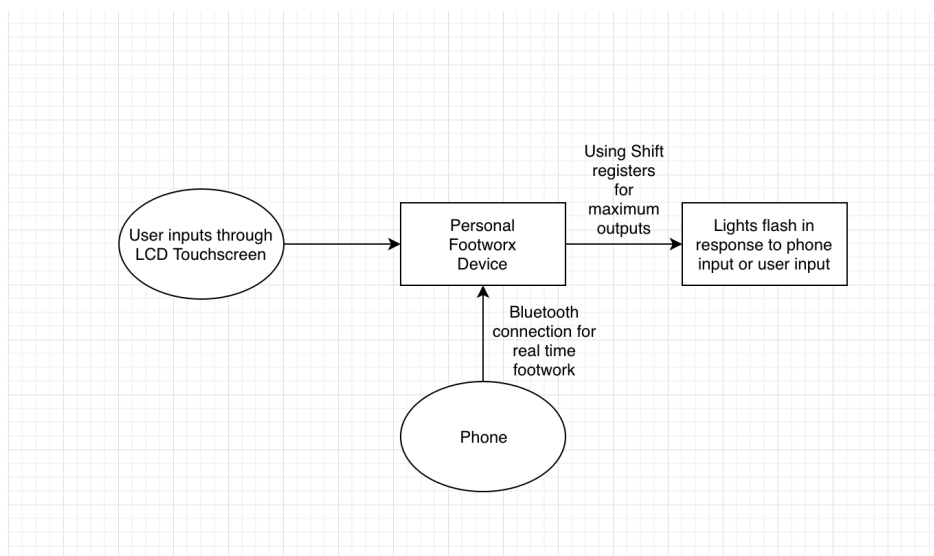 User inputs through
LCD Touchscreen
Personal
Footworx
Device
Using Shift
registers
for
maximum
outputs
Lights flash in
response to phone
input or user input
Bluetooth
connection for
real time
footwork
Phone